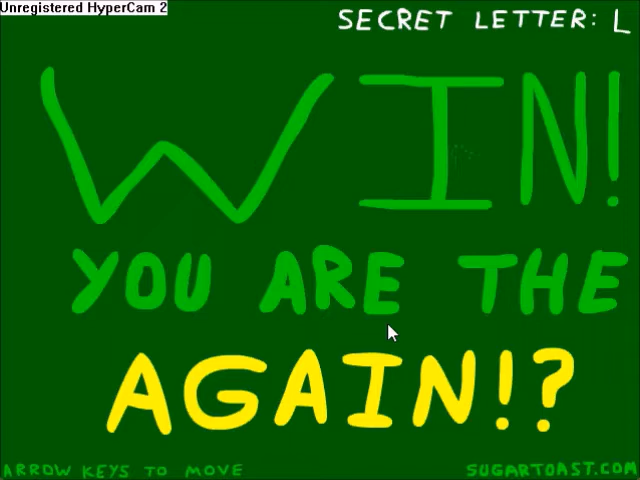 Unregistered HyperCam 2
SECRET LETTER: L
WIN!
YOU ARE THE
AGAIN!?
ARROW KEYS TO MOVE
SUGARTOAST.COM